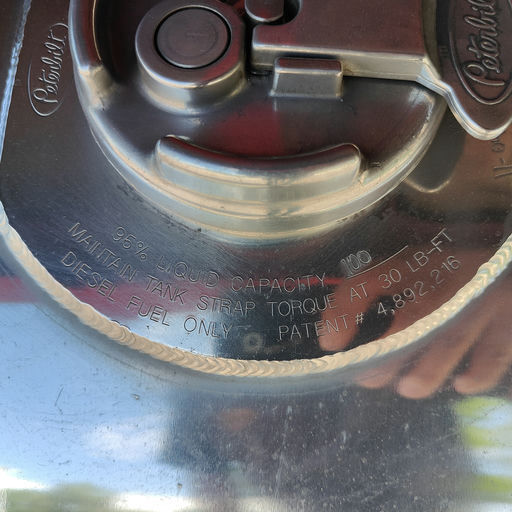 Peterbilt
Peterbilt
95% LIQUID CAPACITY 100
MAINTAIN TANK STRAP TORQUE AT 30 LB-FT
DIESEL FUEL ONLY PATENT # 4,892,216